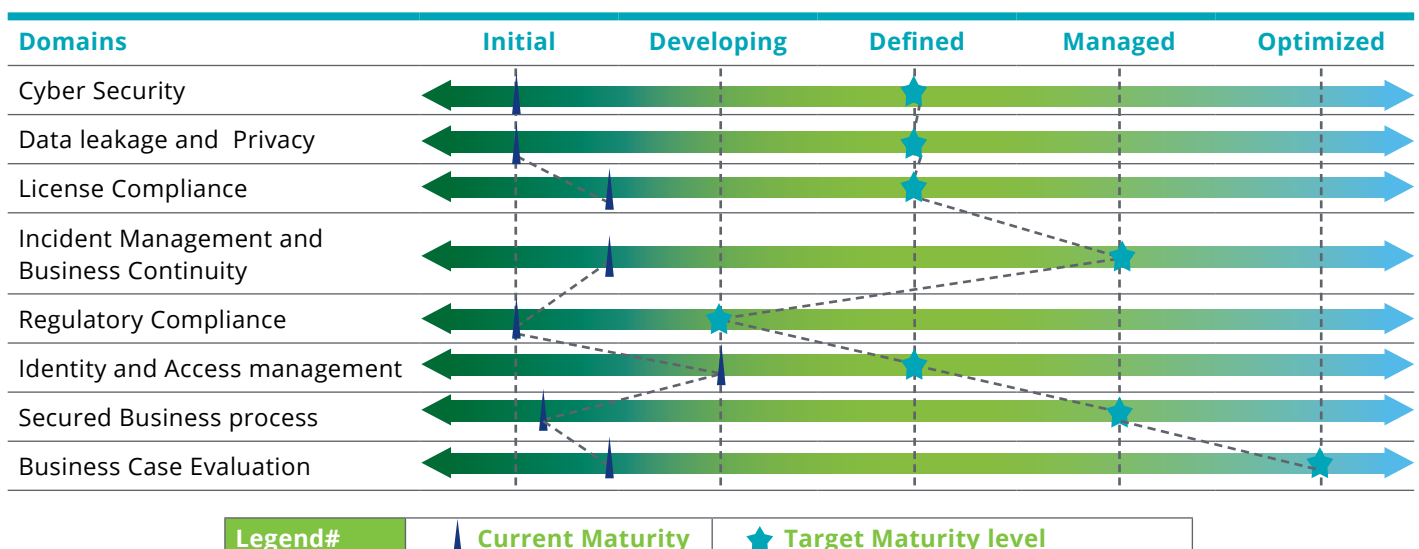 Domains Initial Developing Defined Managed Optimized
Cyber Security
Data leakage and Privacy
License Compliance
Incident Management and
Business Continuity
Regulatory Compliance
Identity and Access management
Secured Business process
Business Case Evaluation
Legend# Current Maturity Target Maturity level